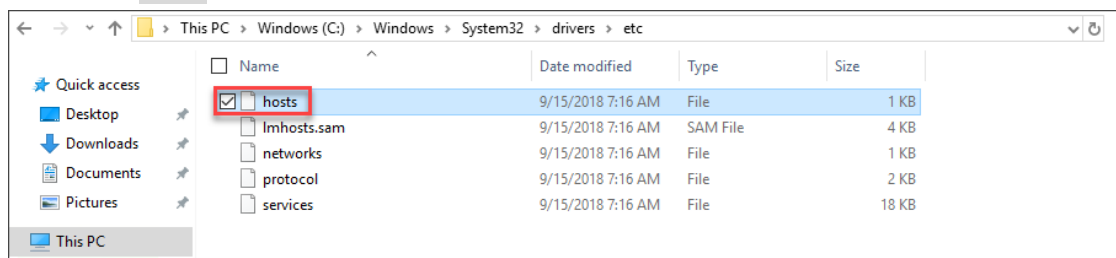 This PC > Windows (C:) > Windows > System32 > drivers > etc
Quick access
Desktop
Downloads
Documents
Pictures
This PC
Name Date modified Type Size
hosts 9/15/2018 7:16 AM File 1 KB
lmhosts.sam 9/15/2018 7:16 AM SAM File 4 KB
networks 9/15/2018 7:16 AM File 1 KB
protocol 9/15/2018 7:16 AM File 2 KB
services 9/15/2018 7:16 AM File 18 KB